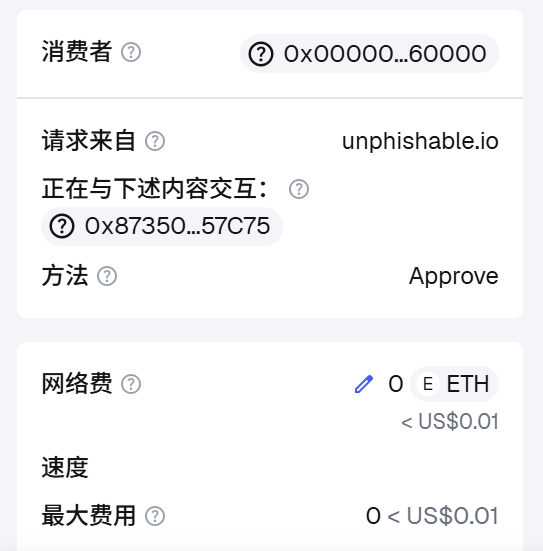 消费者 0x00000...60000
请求来自 unphishable.io
正在与下述内容交互：
0x87350...57C75
方法 Approve
网络费 0 E ETH
< US$0.01
速度
最大费用 0 < US$0.01